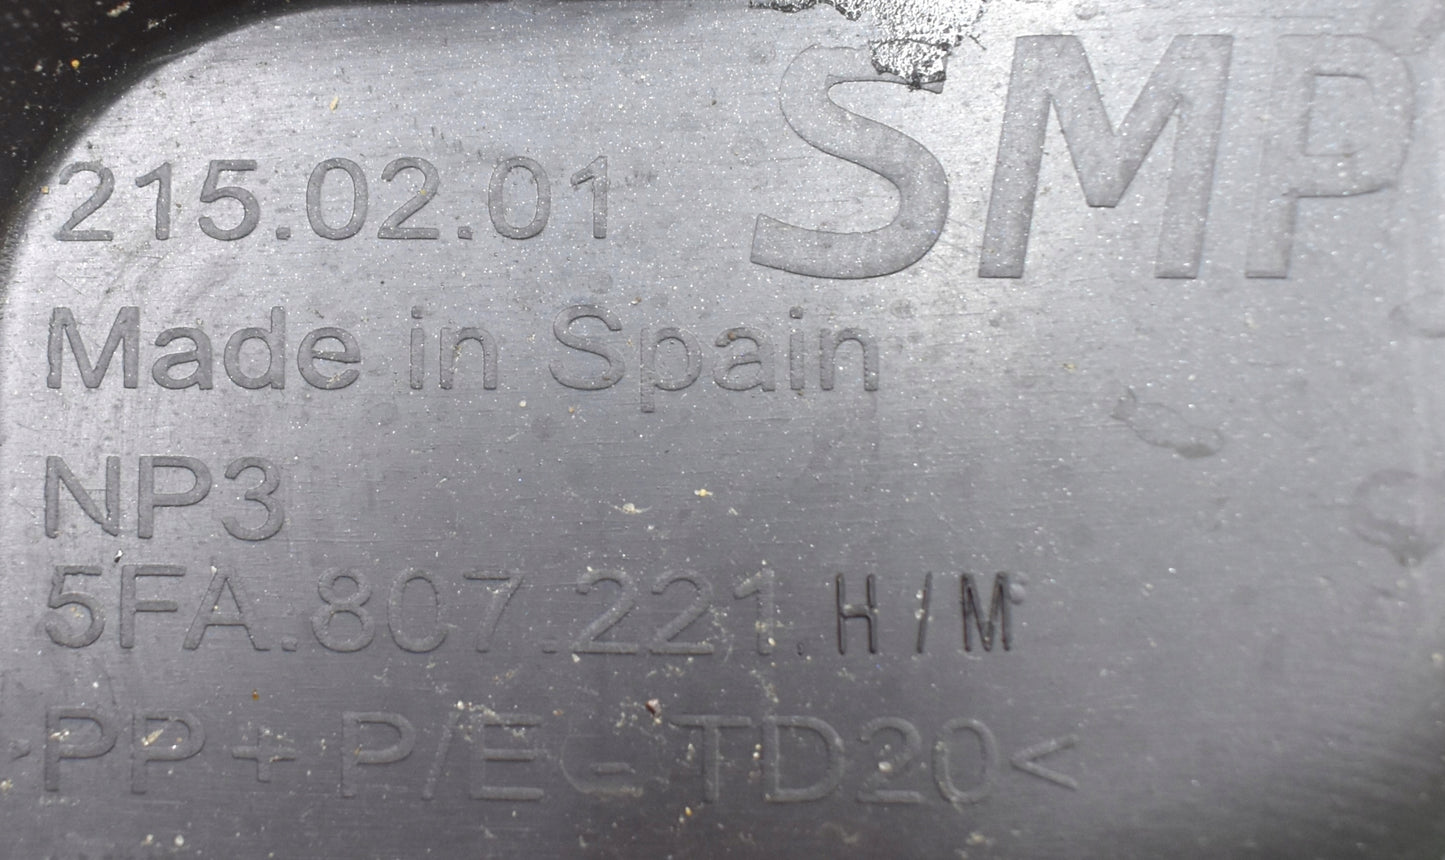 SMP
215.02.01
Made in Spain
NP3
5FA.807.221.H/M
>PP+P/E-TD20<